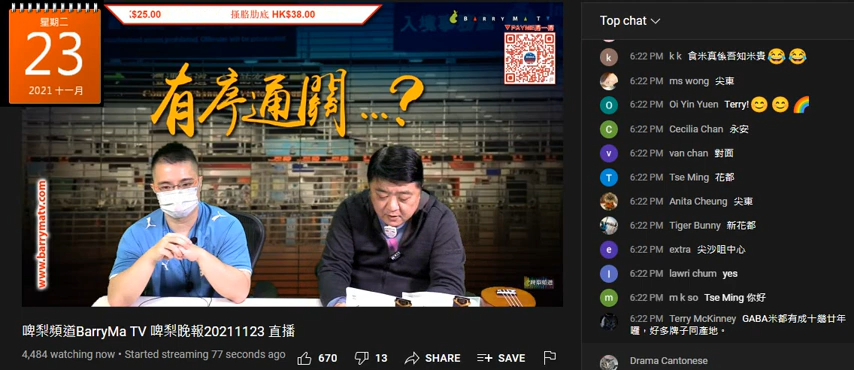 星期二
23
2021 十一月
$25.00 搔胳肋底 HK$38.00
BARRYMATV
有序通關...?
www.barrymatv.com
啤梨頻道BarryMa TV 啤梨晚報20211123 直播
4,484 watching now • Started streaming 77 seconds ago
670
13
SHARE
SAVE
Top chat
6:22 PM k k 食米真係唔知米貴😂😂
6:22 PM ms wong 尖東
6:22 PM Oi Yin Yuen Terry!😊😊🌈
6:22 PM Cecilia Chan 永安
6:22 PM van chan 對面
6:22 PM Tse Ming 花都
6:22 PM Anita Cheung 尖東
6:22 PM Tiger Bunny 新花都
6:22 PM extra 尖沙咀中心
6:22 PM lawri chum yes
6:22 PM m k so Tse Ming 你好
6:22 PM Terry McKinney GABA米都有成十幾廿年
囉，好多牌子同產地。
Drama Cantonese